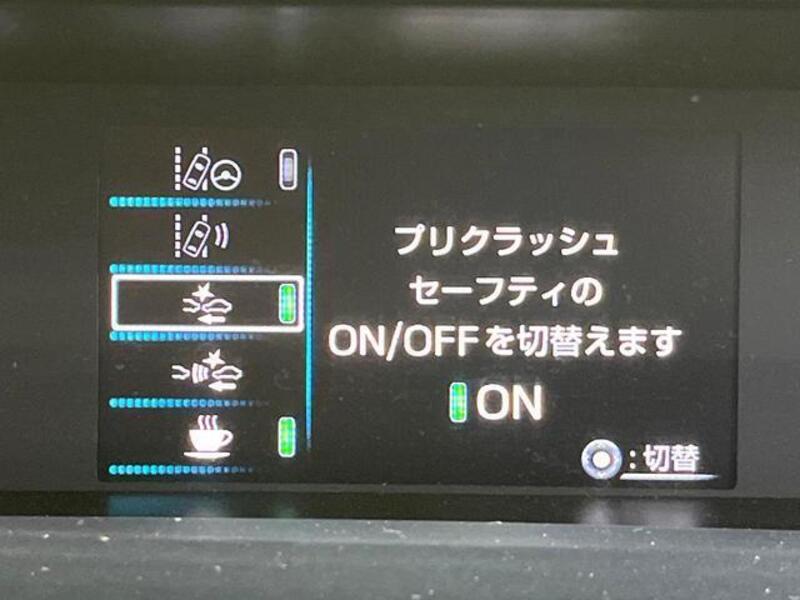 プリクラッシュ
セーフティの
ON/OFFを切替えます
ON
:切替